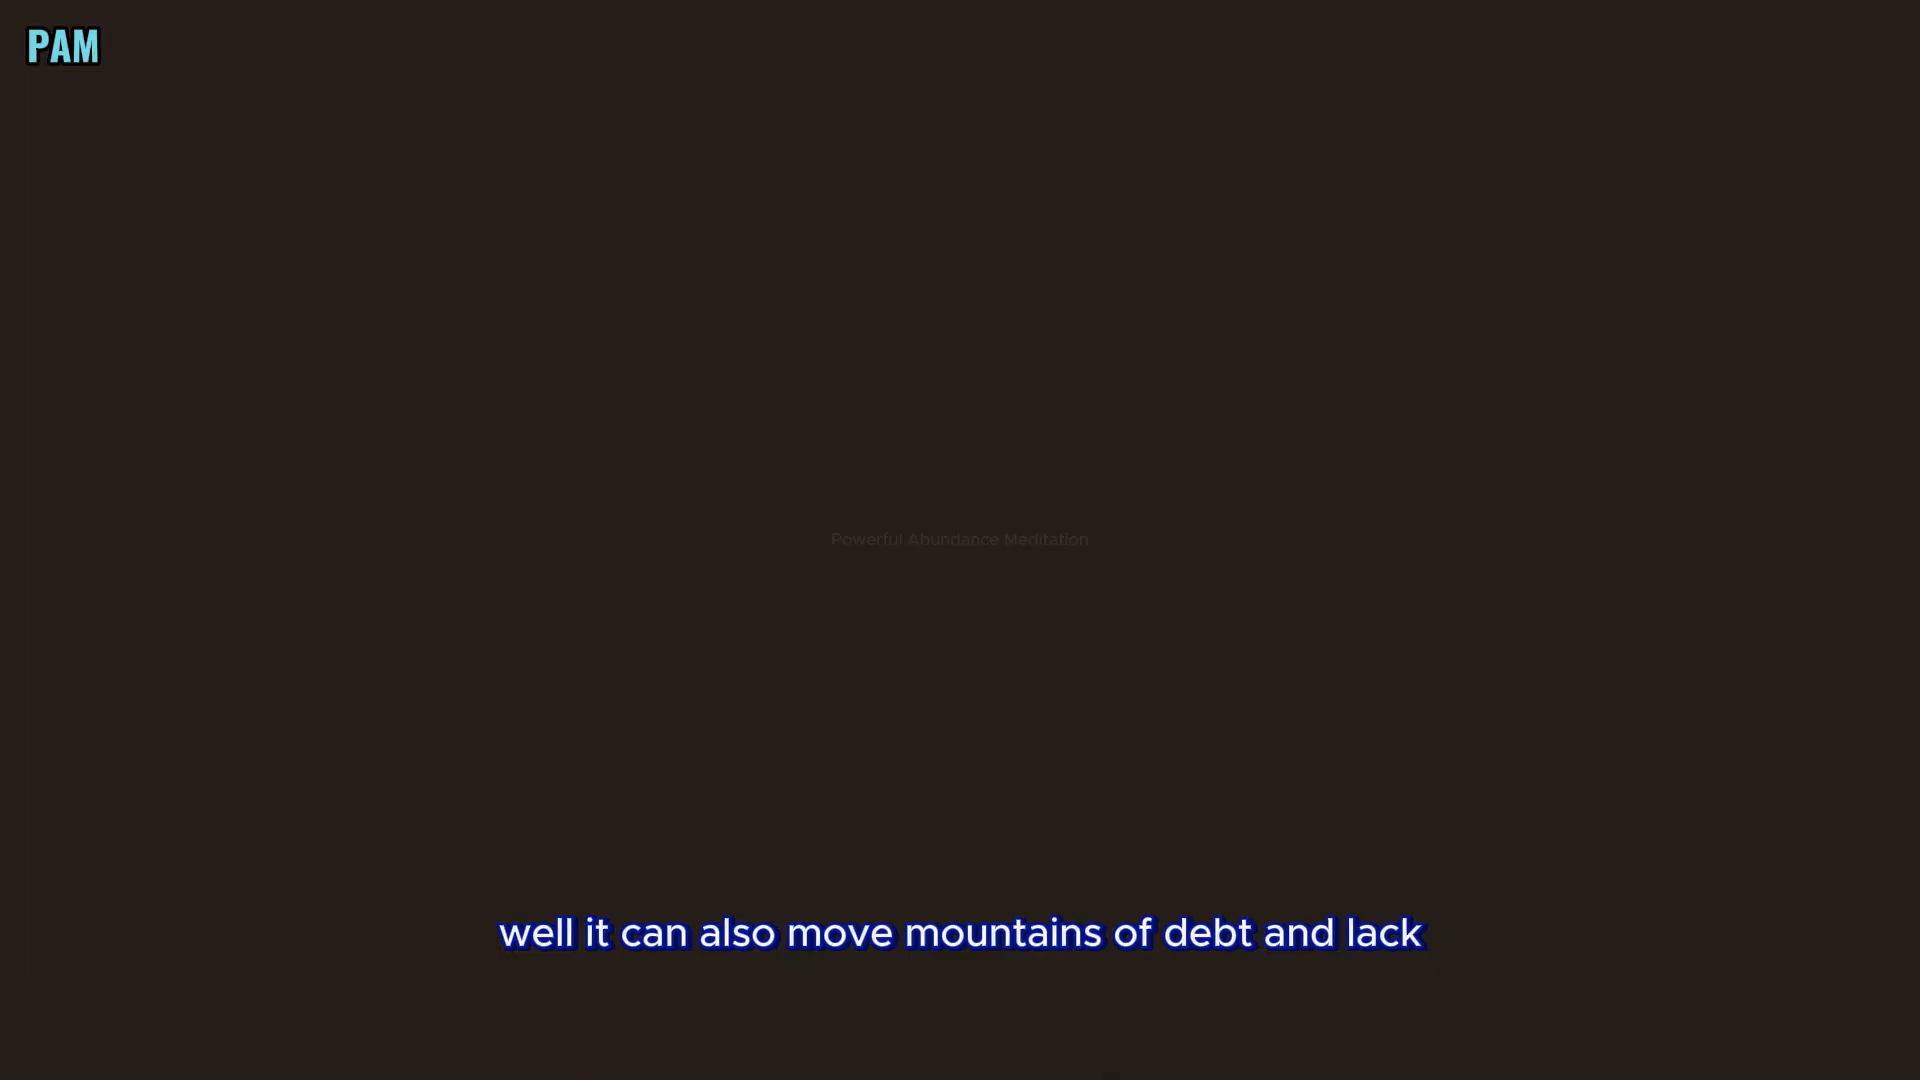 PAM
Powerful Abundance Meditation
well it can also move mountains of debt and lack